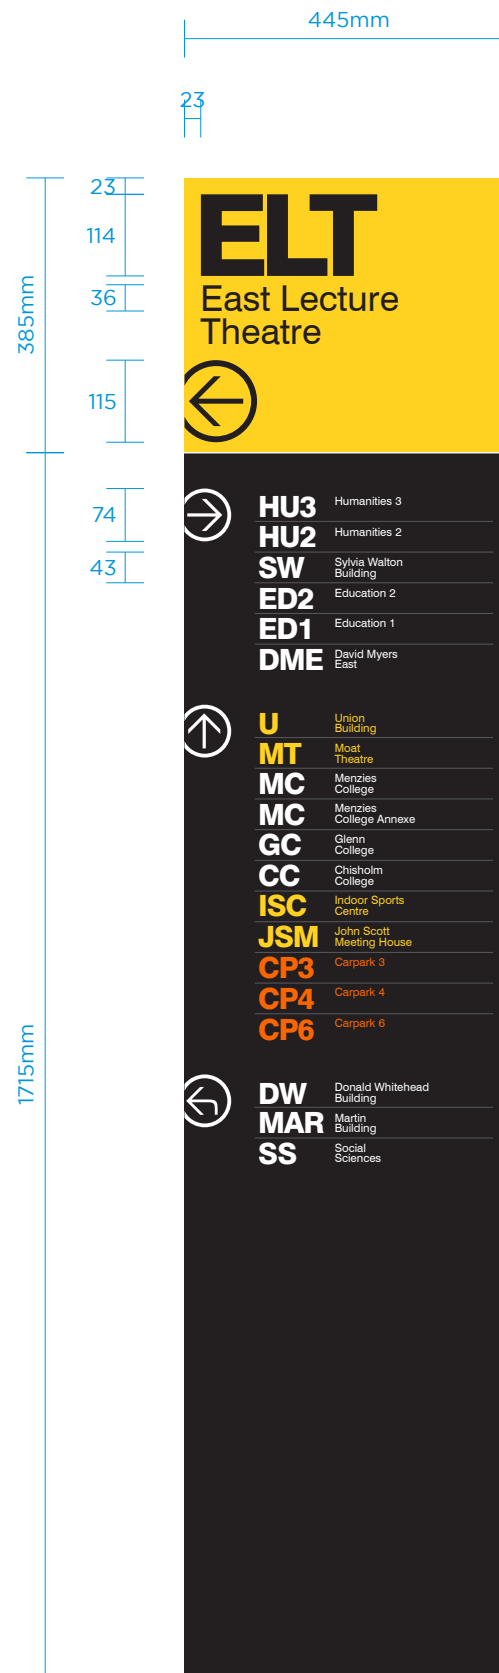 445mm
23
23
114
36
115
385mm
ELT
East Lecture
Theatre
74
43
HU3 Humanities 3
HU2 Humanities 2
SW Sylvia Walton
Building
ED2 Education 2
ED1 Education 1
DME David Myers
East
U Union
Building
MT Moat
Theatre
MC Menzies
College
MC Menzies
College Annexe
GC Glenn
College
CC Chisholm
College
ISC Indoor Sports
Centre
JSM John Scott
Meeting House
CP3 Carpark 3
CP4 Carpark 4
CP6 Carpark 6
1715mm
DW Donald Whitehead
Building
MAR Martin
Building
SS Social
Sciences